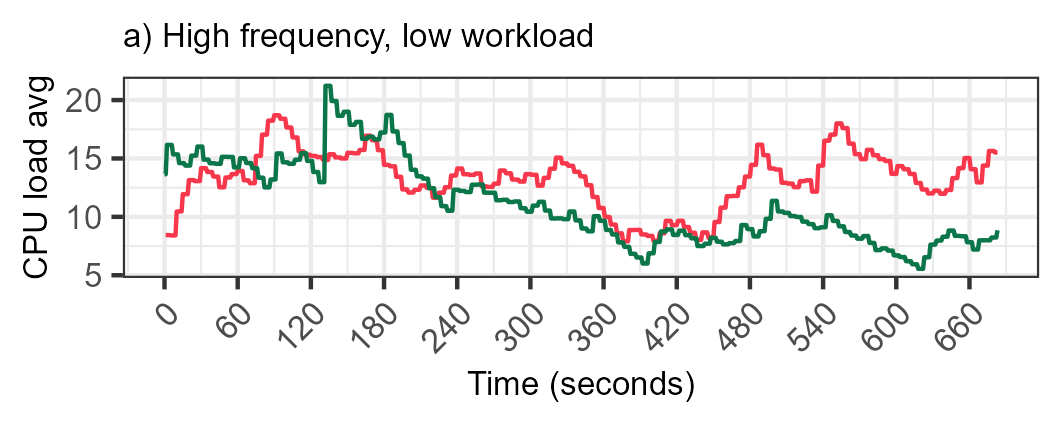 a) High frequency, low workload
CPU load avg
20
15
10
5
0 60 120 180 240 300 360 420 480 540 600 660
Time (seconds)